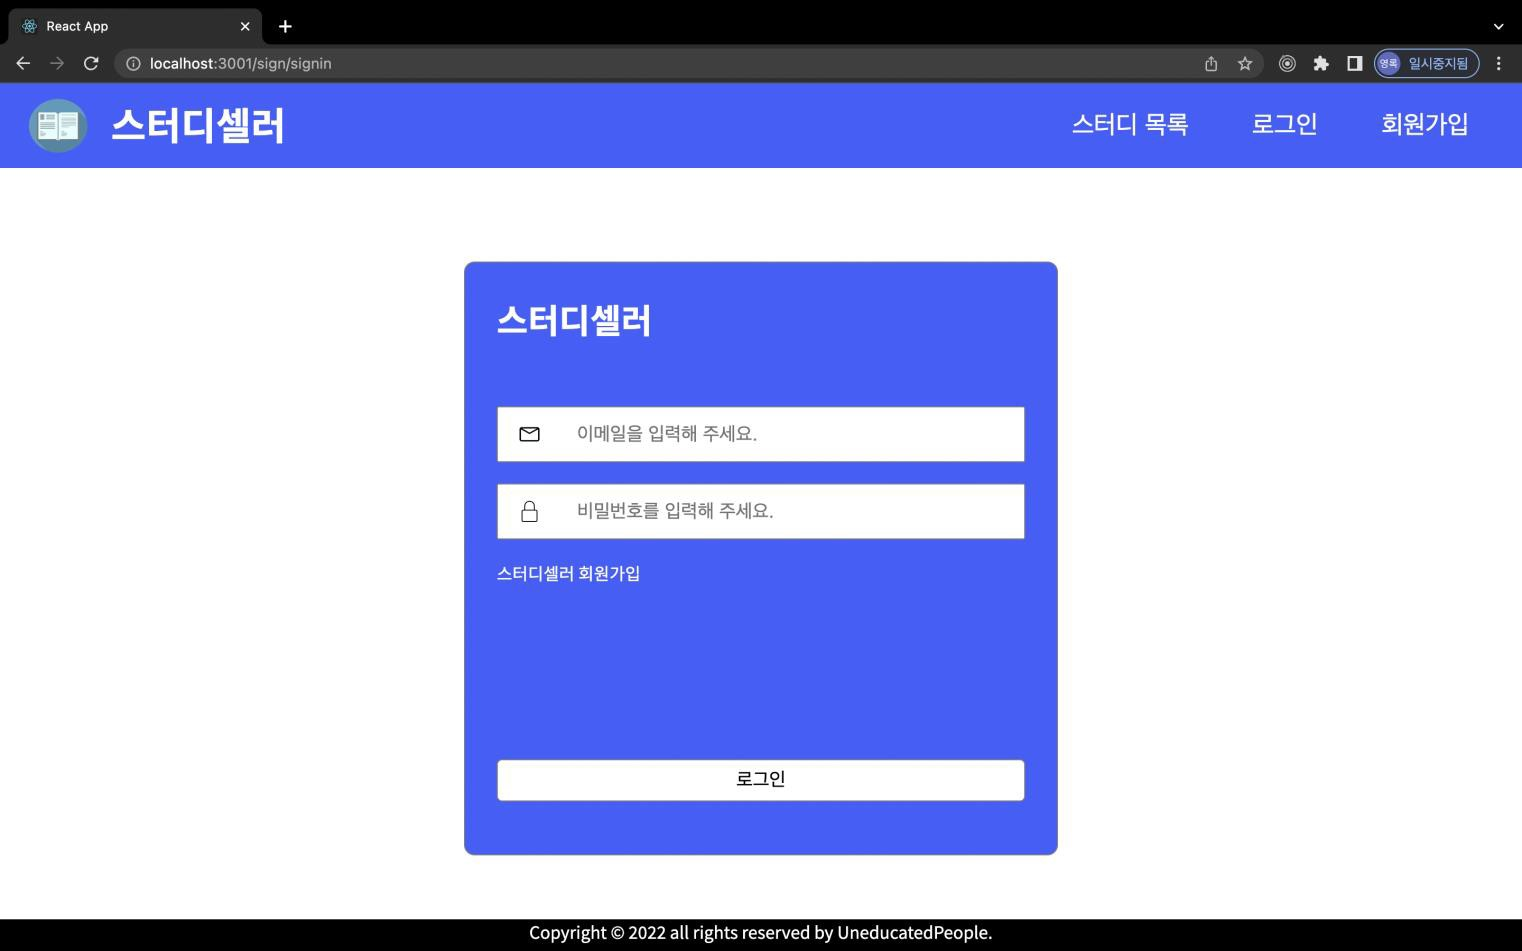 React App
localhost:3001/sign/signin
영록 일시중지됨
스터디셀러
스터디 목록
로그인
회원가입
스터디셀러
이메일을 입력해 주세요.
비밀번호를 입력해 주세요.
스터디셀러 회원가입
로그인
Copyright © 2022 all rights reserved by UneducatedPeople.